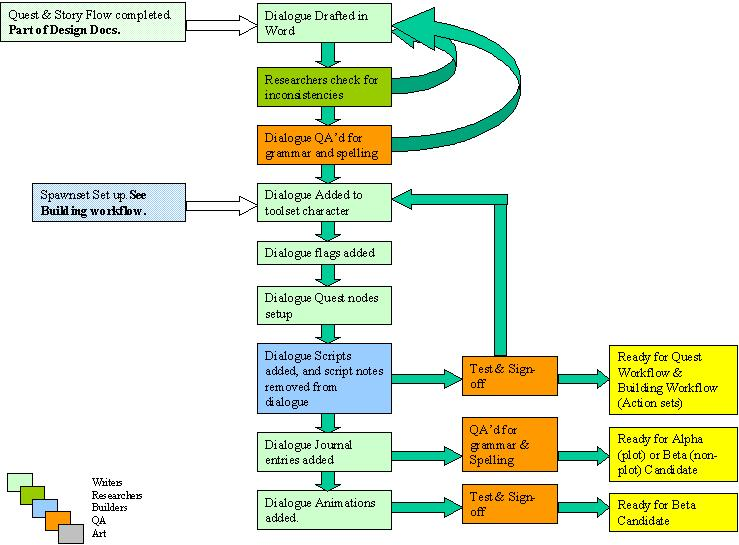 Quest & Story Flow completed.
Part of Design Docs.
Dialogue Drafted in
Word
Researchers check for
inconsistencies
Dialogue QA'd for
grammar and spelling
Spawnset Set up.See
Building workflow.
Dialogue Added to
toolset character
Dialogue flags added
Dialogue Quest nodes
setup
Dialogue Scripts
added, and script notes
removed from
dialogue
Test & Sign-
off
Ready for Quest
Workflow &
Building Workflow
(Action sets)
Dialogue Journal
entries added
QA'd for
grammar &
Spelling
Ready for Alpha
(plot) or Beta (non-
plot) Candidate
Dialogue Animations
added.
Test & Sign-
off
Ready for Beta
Candidate
Writers
Researchers
Builders
QA
Art